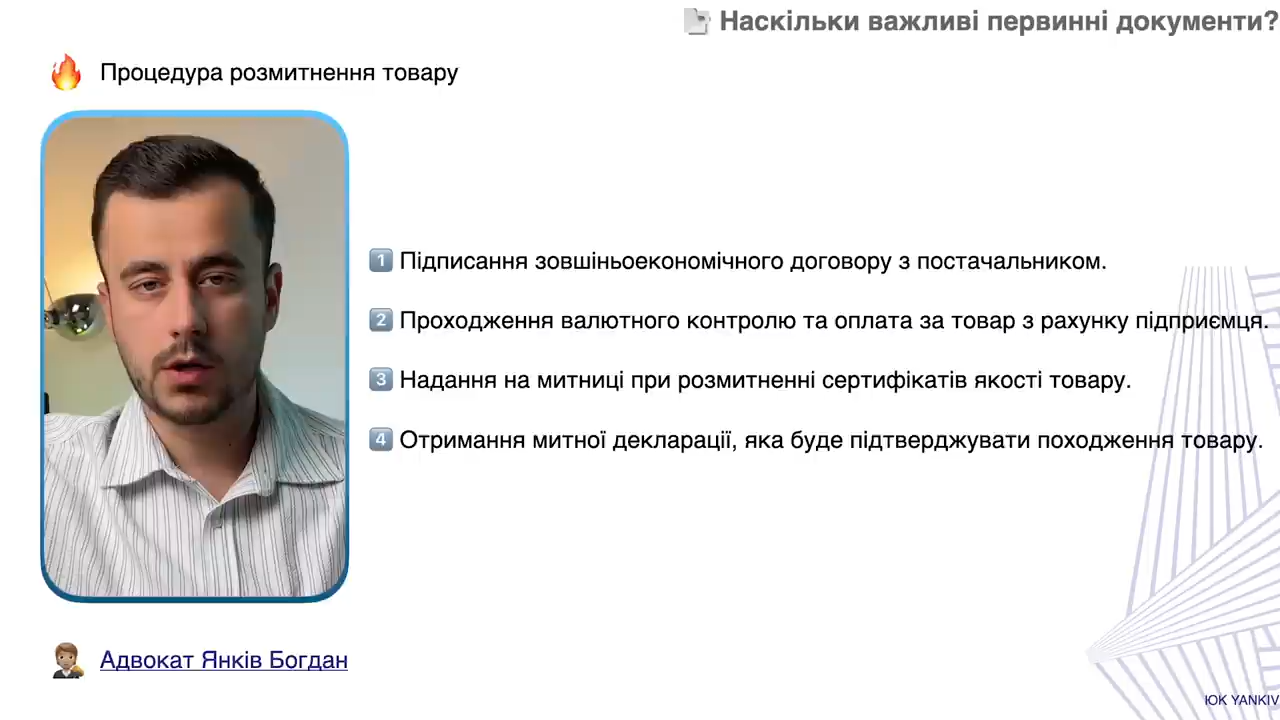 Наскільки важливі первинні документи?
Процедура розмитнення товару
1 Підписання зовшіньоекономічного договору з постачальником.
2 Проходження валютного контролю та оплата за товар з рахунку підприємця.
3 Надання на митниці при розмитненні сертифікатів якості товару.
4 Отримання митної декларації, яка буде підтверджувати походження товару.
Адвокат Янків Богдан
ЮК YANKIV